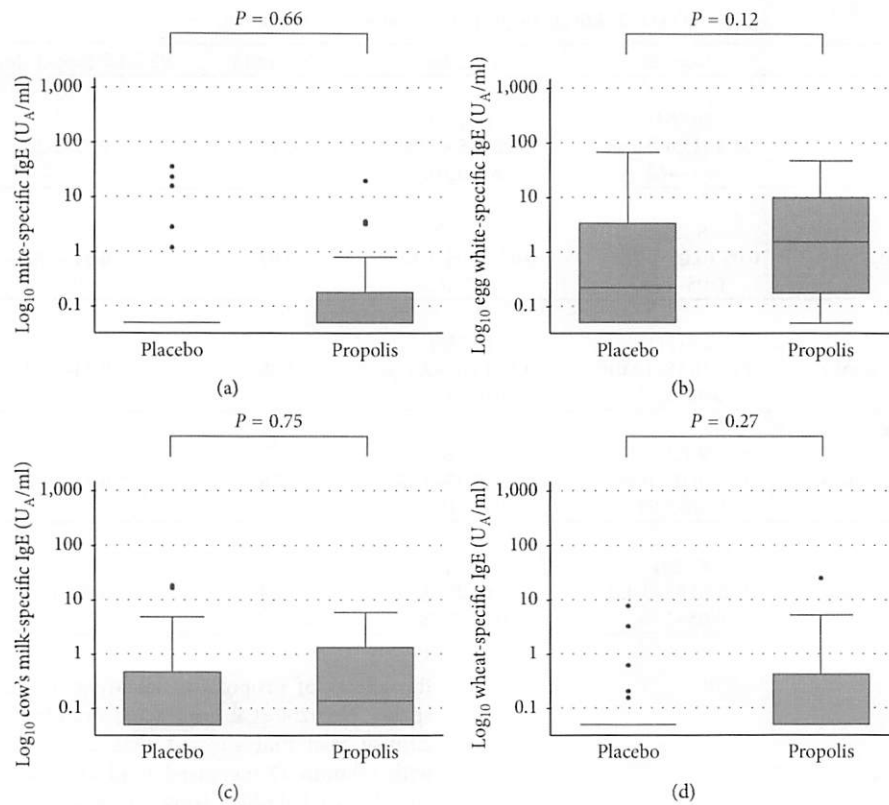 P = 0.66
Log10 mite-specific IgE (UA/ml)
1,000
100
10
1
0.1
Placebo
Propolis
(a)
P = 0.12
Log10 egg white-specific IgE (UA/ml)
1,000
100
10
1
0.1
Placebo
Propolis
(b)
P = 0.75
Log10 cow's milk-specific IgE (UA/ml)
1,000
100
10
1
0.1
Placebo
Propolis
(c)
P = 0.27
Log10 wheat-specific IgE (UA/ml)
1,000
100
10
1
0.1
Placebo
Propolis
(d)